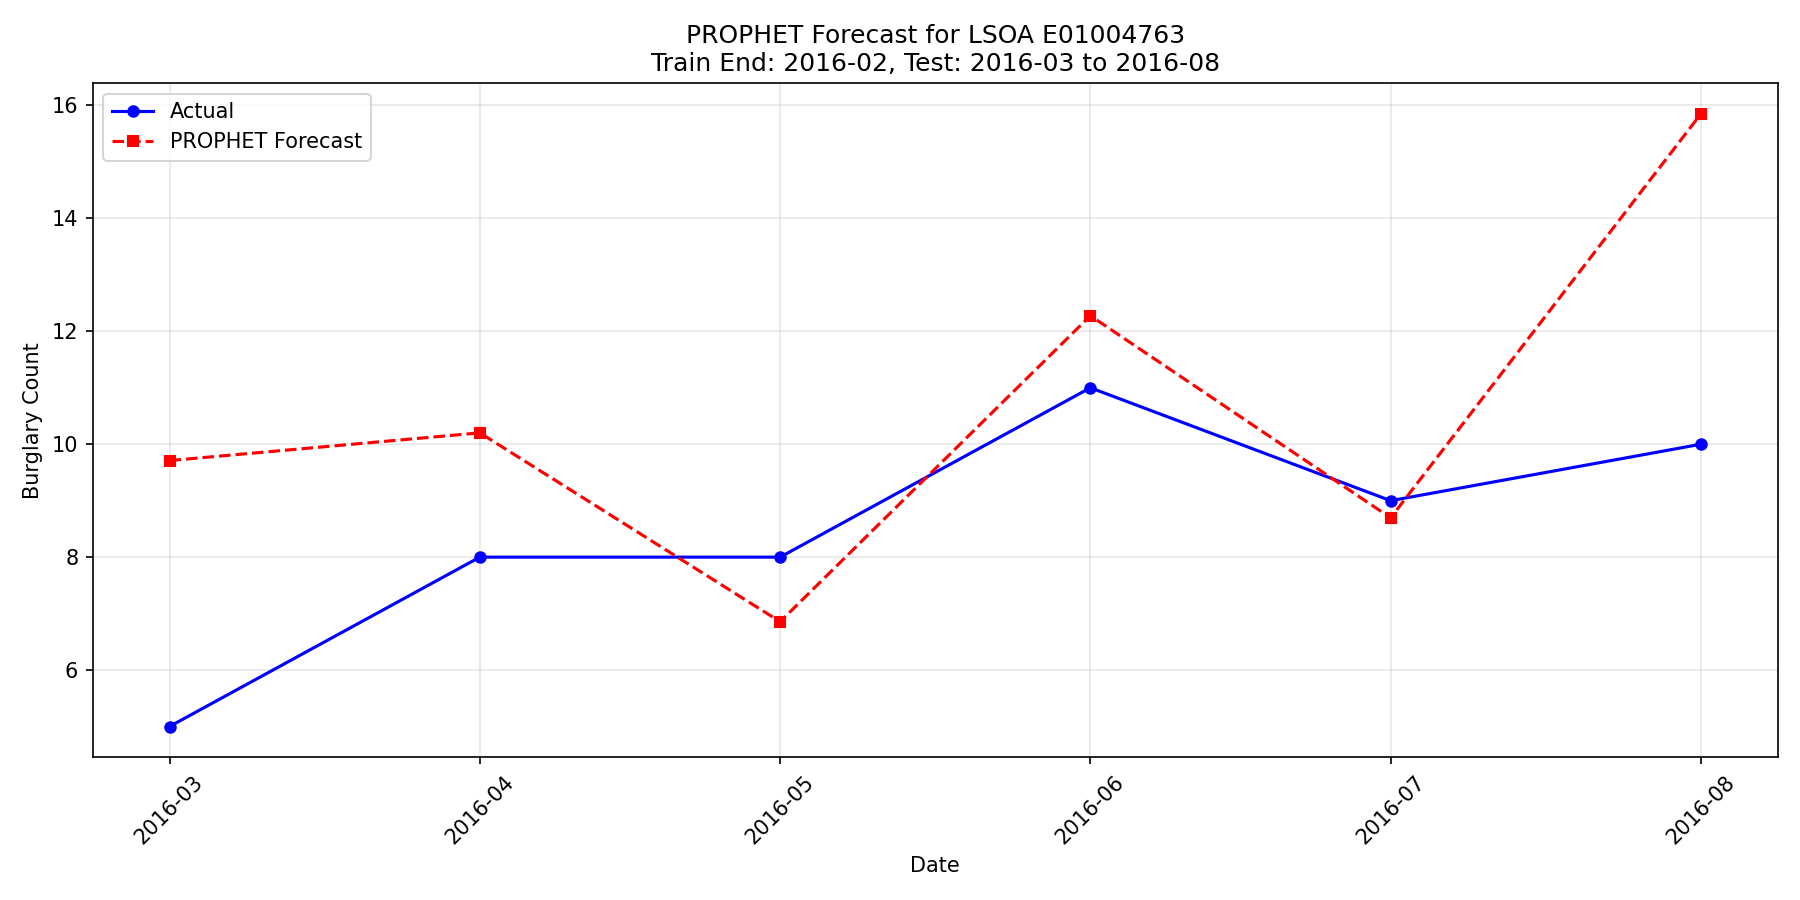 PROPHET Forecast for LSOA E01004763
Train End: 2016-02, Test: 2016-03 to 2016-08
Actual
PROPHET Forecast
Burglary Count
16
14
12
10
8
6
2016-03
2016-04
2016-05
2016-06
2016-07
2016-08
Date